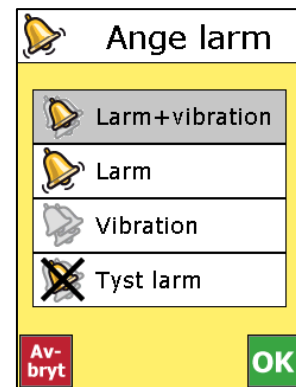 Ange larm
Larm+vibration
Larm
Vibration
Tyst larm
Av-
bryt
OK